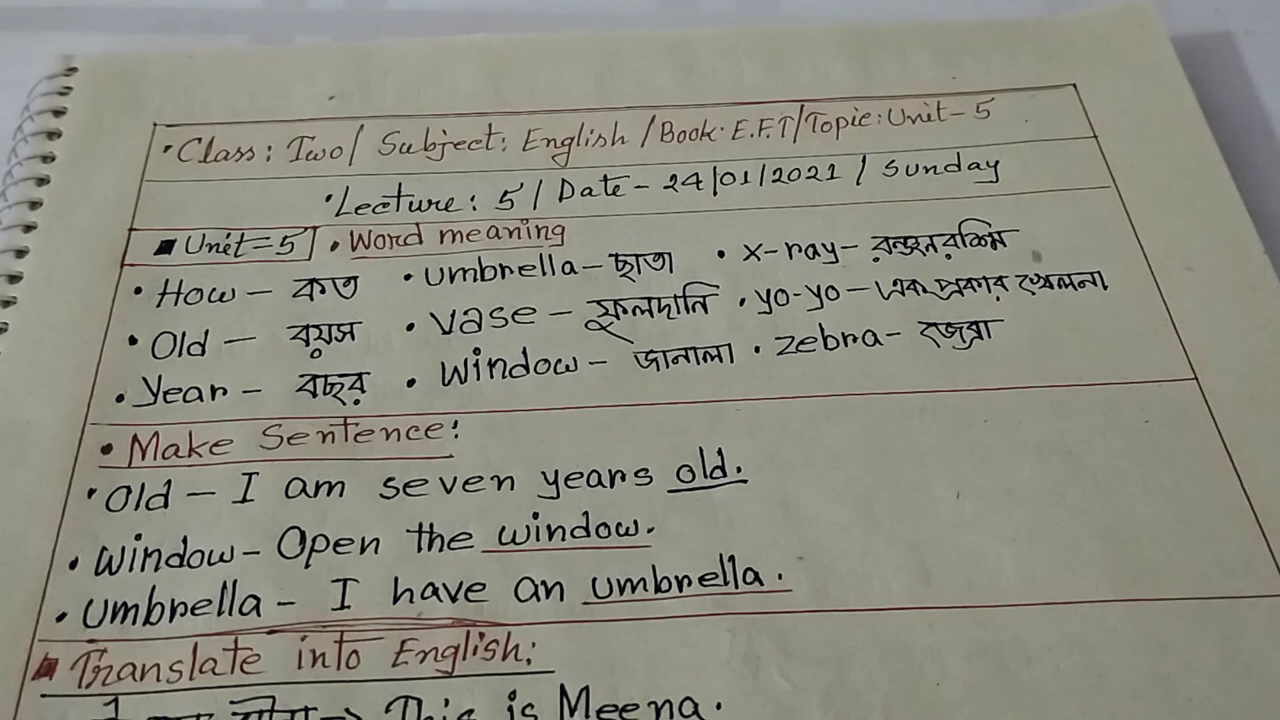 • Class: Two / Subject: English / Book: E.F.T / Topic: Unit - 5
• Lecture: 5 / Date - 24/01/2021 / Sunday
■ Unit = 5 • Word meaning
• How - কত • umbrella - ছাতা • x-ray - রন্জনরশ্মি
• Old - বয়স • Vase - ফুলদানি • yo-yo - এক প্রকার খেলনা
• Year - বছর • Window - জানালা • zebra - জেব্রা
• Make Sentence:
• Old - I am seven years old.
• Window - Open the window.
• Umbrella - I have an umbrella.
■ Translate into English:
This is Meena.